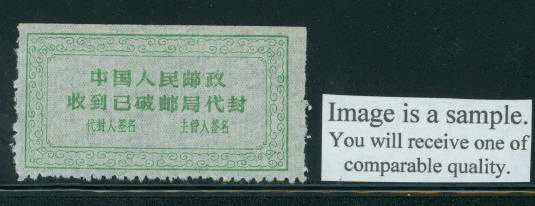 中国人民邮政
收到已破邮局代封
代封人签名 主管人签名
Image is a sample.
You will receive one of
comparable quality.